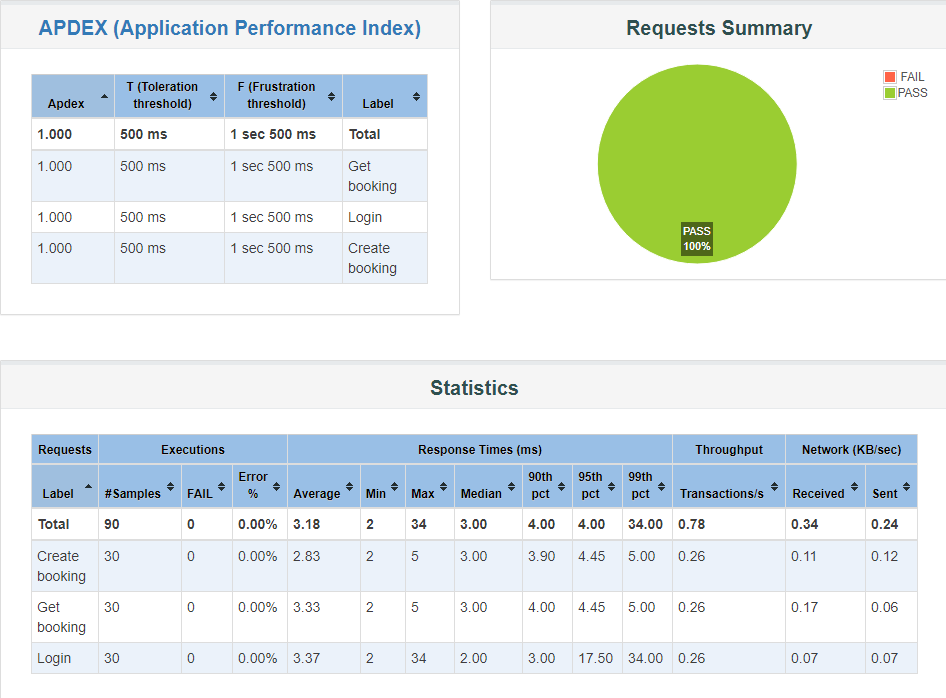 APDEX (Application Performance Index)
Apdex T (Toleration threshold) F (Frustration threshold) Label
1.000 500 ms 1 sec 500 ms Total
1.000 500 ms 1 sec 500 ms Get booking
1.000 500 ms 1 sec 500 ms Login
1.000 500 ms 1 sec 500 ms Create booking
Requests Summary
FAIL
PASS
PASS
100%
Statistics
Requests Executions Response Times (ms) Throughput Network (KB/sec)
Label #Samples FAIL Error % Average Min Max Median 90th pct 95th pct 99th pct Transactions/s Received Sent
Total 90 0 0.00% 3.18 2 34 3.00 4.00 4.00 34.00 0.78 0.34 0.24
Create booking 30 0 0.00% 2.83 2 5 3.00 3.90 4.45 5.00 0.26 0.11 0.12
Get booking 30 0 0.00% 3.33 2 5 3.00 4.00 4.45 5.00 0.26 0.17 0.06
Login 30 0 0.00% 3.37 2 34 2.00 3.00 17.50 34.00 0.26 0.07 0.07